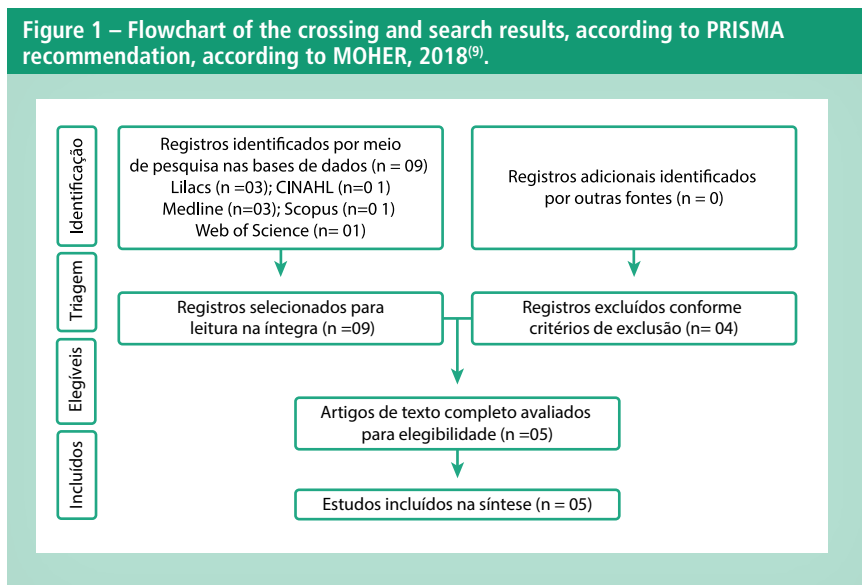 Figure 1 – Flowchart of the crossing and search results, according to PRISMA
recommendation, according to MOHER, 2018(9).
Identificação
Registros identificados por meio
de pesquisa nas bases de dados (n = 09)
Lilacs (n =03); CINAHL (n=0 1)
Medline (n=03); Scopus (n=0 1)
Web of Science (n= 01)
Registros adicionais identificados
por outras fontes (n = 0)
Triagem
Registros selecionados para
leitura na íntegra (n =09)
Registros excluídos conforme
critérios de exclusão (n= 04)
Elegíveis
Artigos de texto completo avaliados
para elegibilidade (n =05)
Incluídos
Estudos incluídos na síntese (n = 05)